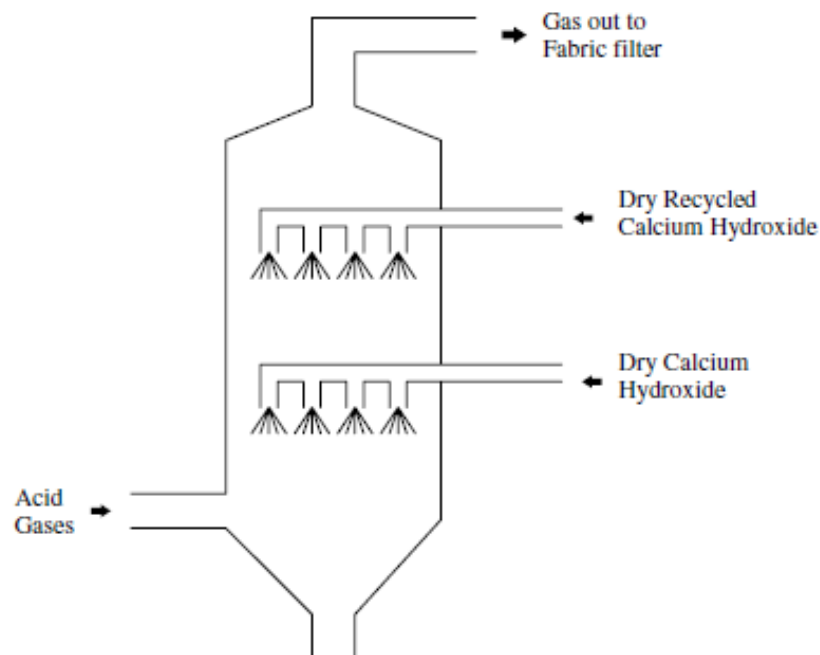 Gas out to
Fabric filter
Dry Recycled
Calcium Hydroxide
Dry Calcium
Hydroxide
Acid
Gases